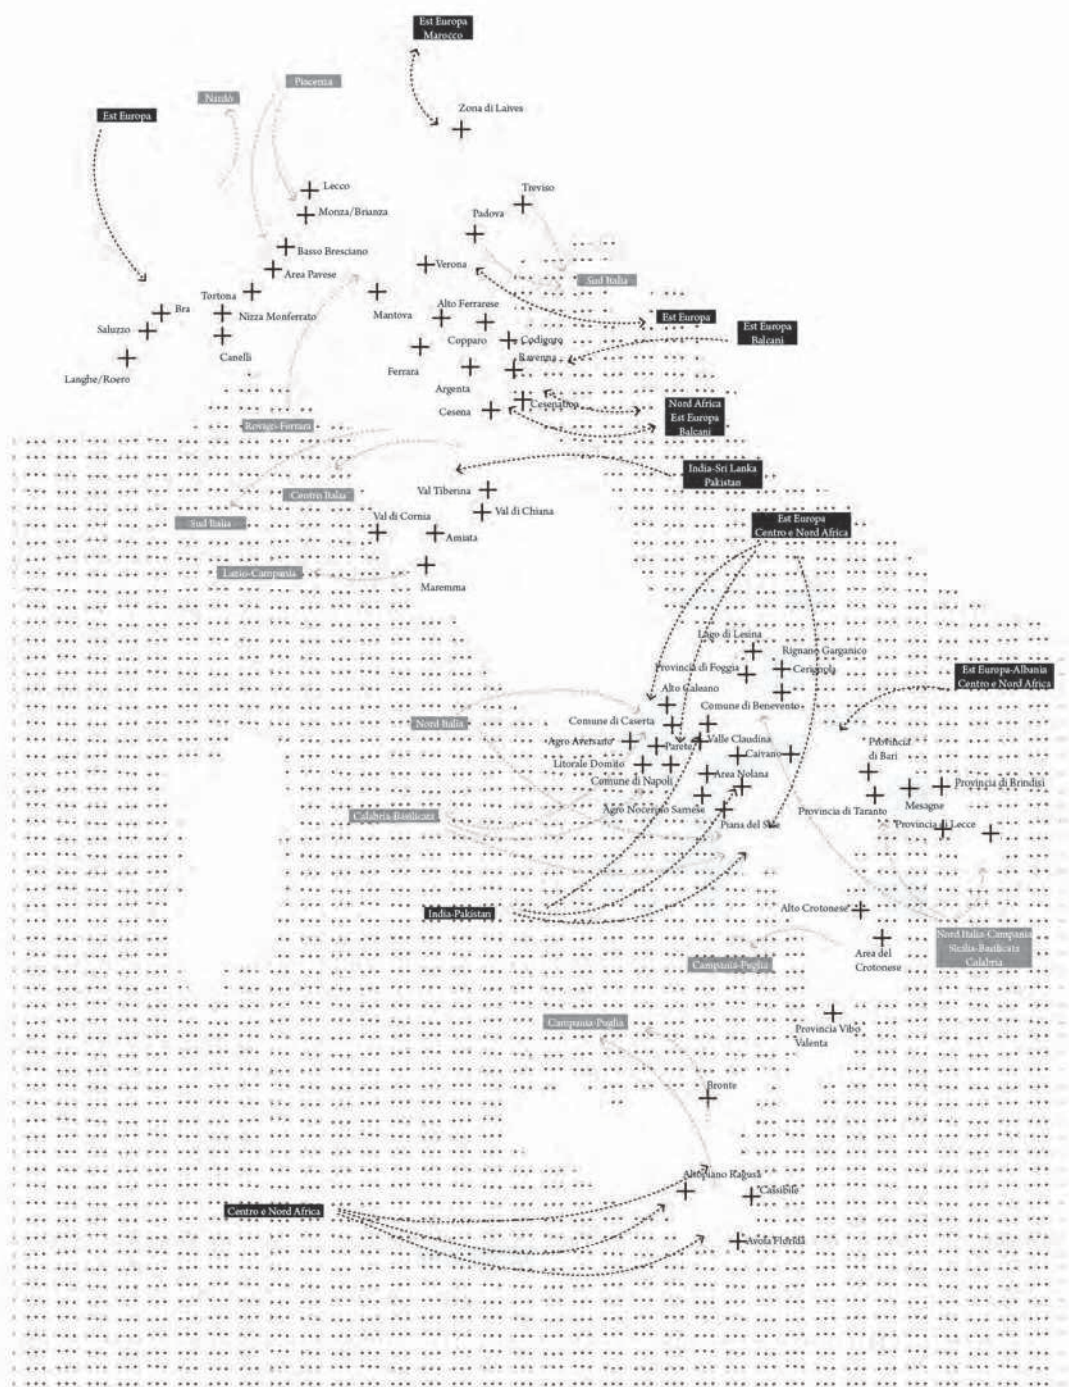 Est Europa
Marocco
Piacenza
Nardò
Est Europa
Zona di Laives
Lecco
Treviso
Monza/Brianza
Padova
Basso Bresciano
Verona
Area Pavese
Sud Italia
Tortona
Mantova
Alto Ferrarese
Bra
Nizza Monferrato
Est Europa
Est Europa
Balcani
Saluzzo
Copparo
Codigoro
Canelli
Ravenna
Ferrara
Langhe/Roero
Argenta
Cesenatico
Cesena
Nord Africa
Est Europa
Balcani
Rovigo-Ferrara
India-Sri Lanka
Pakistan
Centro Italia
Val Tiberina
Val di Chiana
Val di Cornia
Sud Italia
Amiata
Est Europa
Centro e Nord Africa
Lazio-Campania
Maremma
Lago di Lesina
Rignano Garganico
Provincia di Foggia
Cerignola
Est Europa-Albania
Centro e Nord Africa
Alto Caleano
Comune di Benevento
Nord Italia
Comune di Caserta
Agro Aversano
Parete
Valle Claudina
Caivano
Provincia
di Bari
Litorale Domito
Comune di Napoli
Area Nolana
Provincia di Brindisi
Mesagne
Calabria-Basilicata
Agro Nocerino Sarnese
Piana del Sele
Provincia di Taranto
Provincia di Lecce
India-Pakistan
Alto Crotonese
Nord Italia-Campania
Sicilia-Basilicata
Calabria
Area del
Crotonese
Campania-Puglia
Campania-Puglia
Provincia Vibo
Valenta
Bronte
Altopiano Ragusa
Cassibile
Centro e Nord Africa
Avola Florida